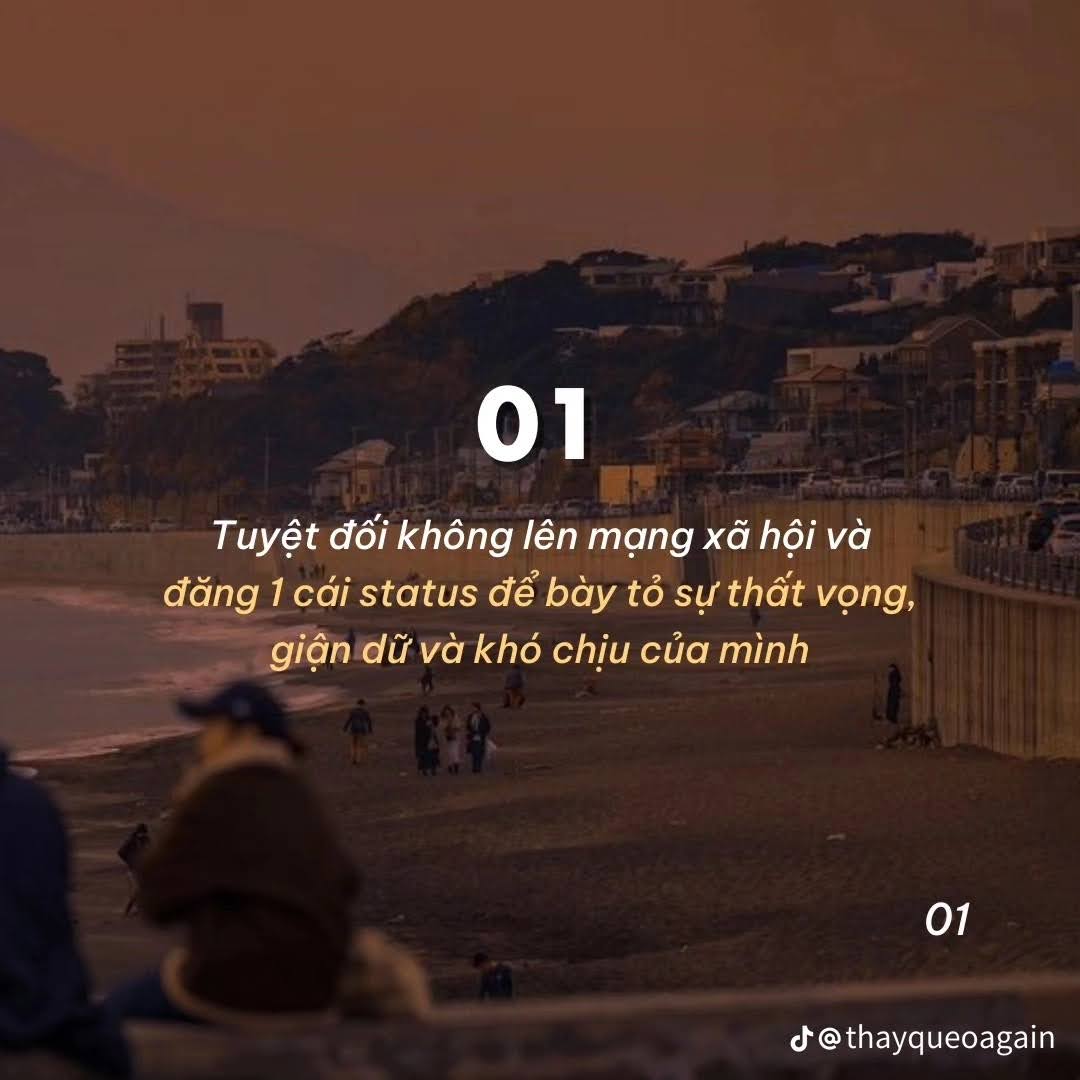 01
Tuyệt đối không lên mạng xã hội và
đăng 1 cái status để bày tỏ sự thất vọng,
giận dữ và khó chịu của mình
01
@thayqueoagain